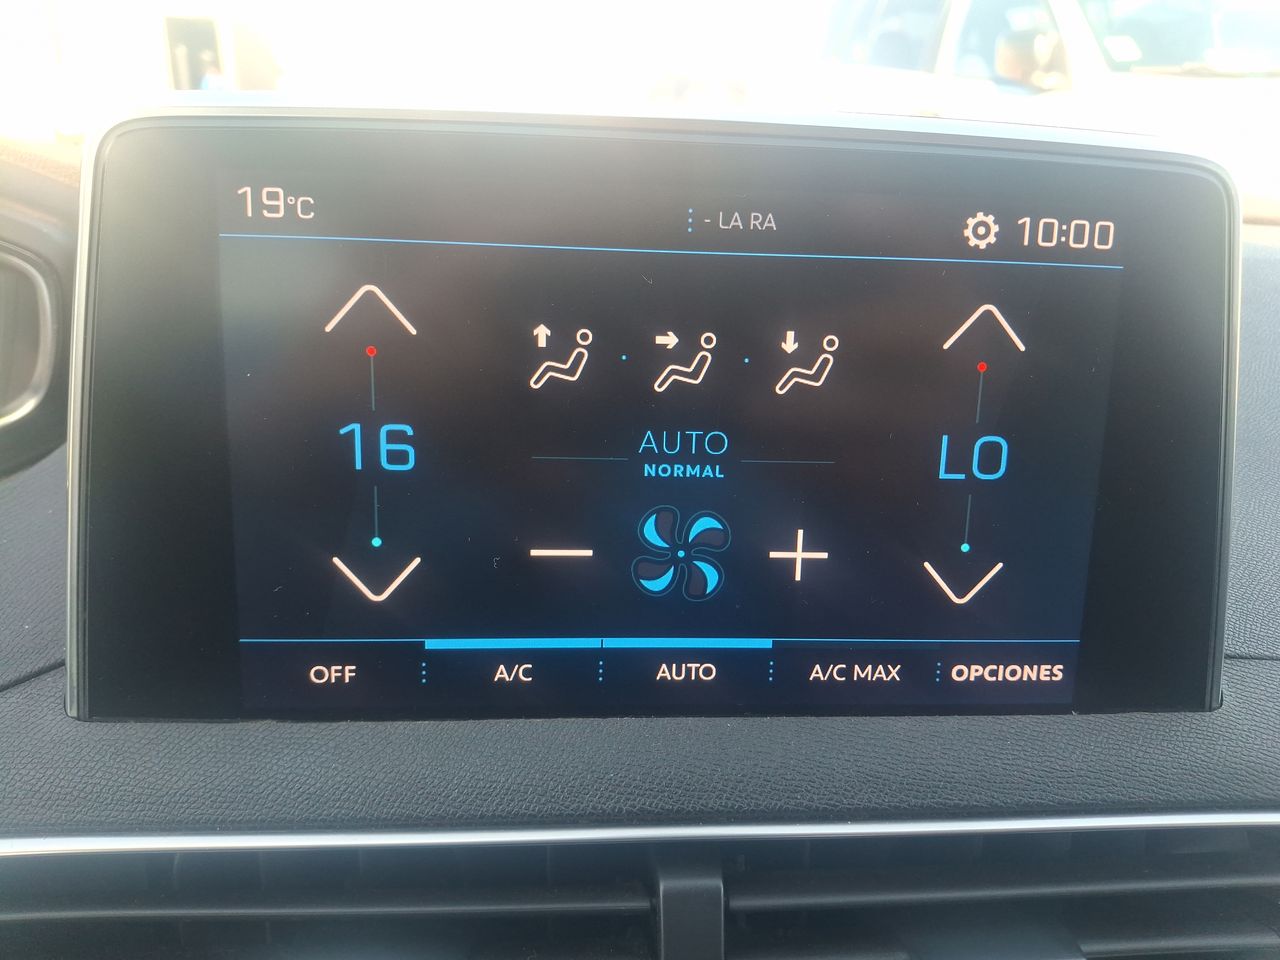 19°C
- LA RA
10:00
16
AUTO
NORMAL
LO
OFF
A/C
AUTO
A/C MAX
OPCIONES